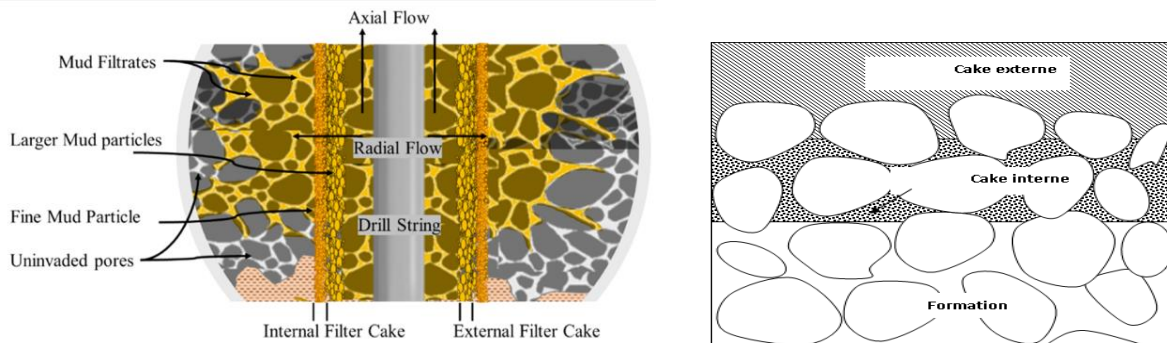 Axial Flow
Mud Filtrates
Larger Mud particles
Radial Flow
Fine Mud Particle
Drill String
Uninvaded pores
Internal Filter Cake
External Filter Cake
Cake externe
Cake interne
Formation